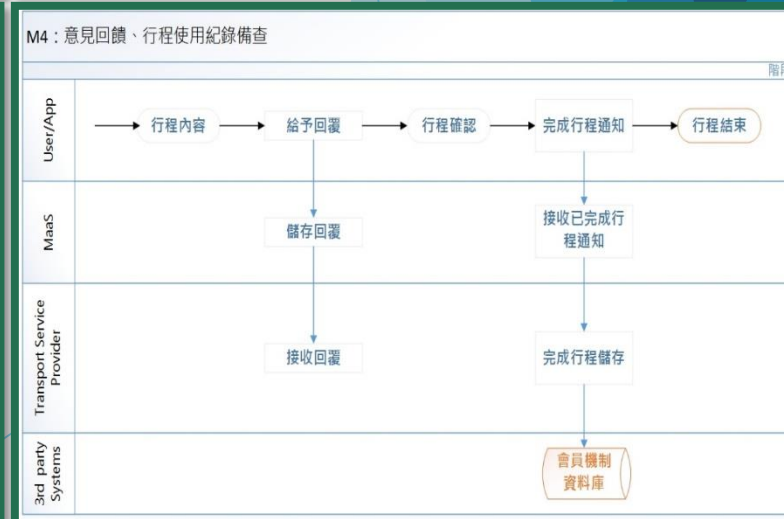 M4：意見回饋、行程使用紀錄備查
階段
User/App
行程內容
給予回覆
行程確認
完成行程通知
行程結束
MaaS
儲存回覆
接收已完成行
程通知
Transport Service
Provider
接收回覆
完成行程儲存
3rd party
Systems
會員機制
資料庫